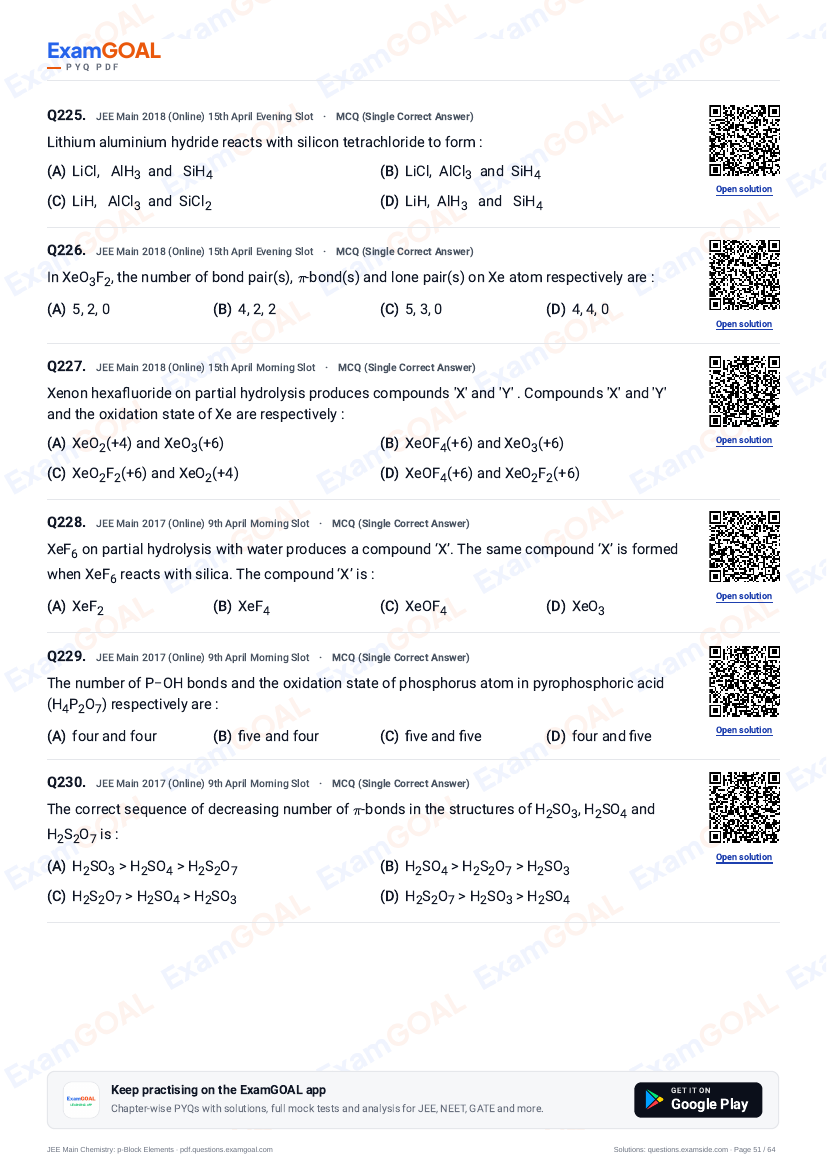 ExamGOAL
PYQ PDF
Q225. JEE Main 2018 (Online) 15th April Evening Slot · MCQ (Single Correct Answer)
Lithium aluminium hydride reacts with silicon tetrachloride to form :
(A) LiCl, AlH3 and SiH4
(B) LiCl, AlCl3 and SiH4
(C) LiH, AlCl3 and SiCl2
(D) LiH, AlH3 and SiH4
Open solution
Q226. JEE Main 2018 (Online) 15th April Evening Slot · MCQ (Single Correct Answer)
In XeO3F2, the number of bond pair(s), π-bond(s) and lone pair(s) on Xe atom respectively are :
(A) 5, 2, 0
(B) 4, 2, 2
(C) 5, 3, 0
(D) 4, 4, 0
Open solution
Q227. JEE Main 2018 (Online) 15th April Morning Slot · MCQ (Single Correct Answer)
Xenon hexafluoride on partial hydrolysis produces compounds 'X' and 'Y' . Compounds 'X' and 'Y'
and the oxidation state of Xe are respectively :
(A) XeO2(+4) and XeO3(+6)
(B) XeOF4(+6) and XeO3(+6)
(C) XeO2F2(+6) and XeO2(+4)
(D) XeOF4(+6) and XeO2F2(+6)
Open solution
Q228. JEE Main 2017 (Online) 9th April Morning Slot · MCQ (Single Correct Answer)
XeF6 on partial hydrolysis with water produces a compound ‘X’. The same compound ‘X’ is formed
when XeF6 reacts with silica. The compound ‘X’ is :
(A) XeF2
(B) XeF4
(C) XeOF4
(D) XeO3
Open solution
Q229. JEE Main 2017 (Online) 9th April Morning Slot · MCQ (Single Correct Answer)
The number of P−OH bonds and the oxidation state of phosphorus atom in pyrophosphoric acid
(H4P2O7) respectively are :
(A) four and four
(B) five and four
(C) five and five
(D) four and five
Open solution
Q230. JEE Main 2017 (Online) 9th April Morning Slot · MCQ (Single Correct Answer)
The correct sequence of decreasing number of π-bonds in the structures of H2SO3, H2SO4 and
H2S2O7 is :
(A) H2SO3 > H2SO4 > H2S2O7
(B) H2SO4 > H2S2O7 > H2SO3
(C) H2S2O7 > H2SO4 > H2SO3
(D) H2S2O7 > H2SO3 > H2SO4
Open solution
ExamGOAL
Keep practising on the ExamGOAL app
Chapter-wise PYQs with solutions, full mock tests and analysis for JEE, NEET, GATE and more.
GET IT ON
Google Play
JEE Main Chemistry: p-Block Elements · pdf.questions.examgoal.com
Solutions: questions.examside.com · Page 51 / 64